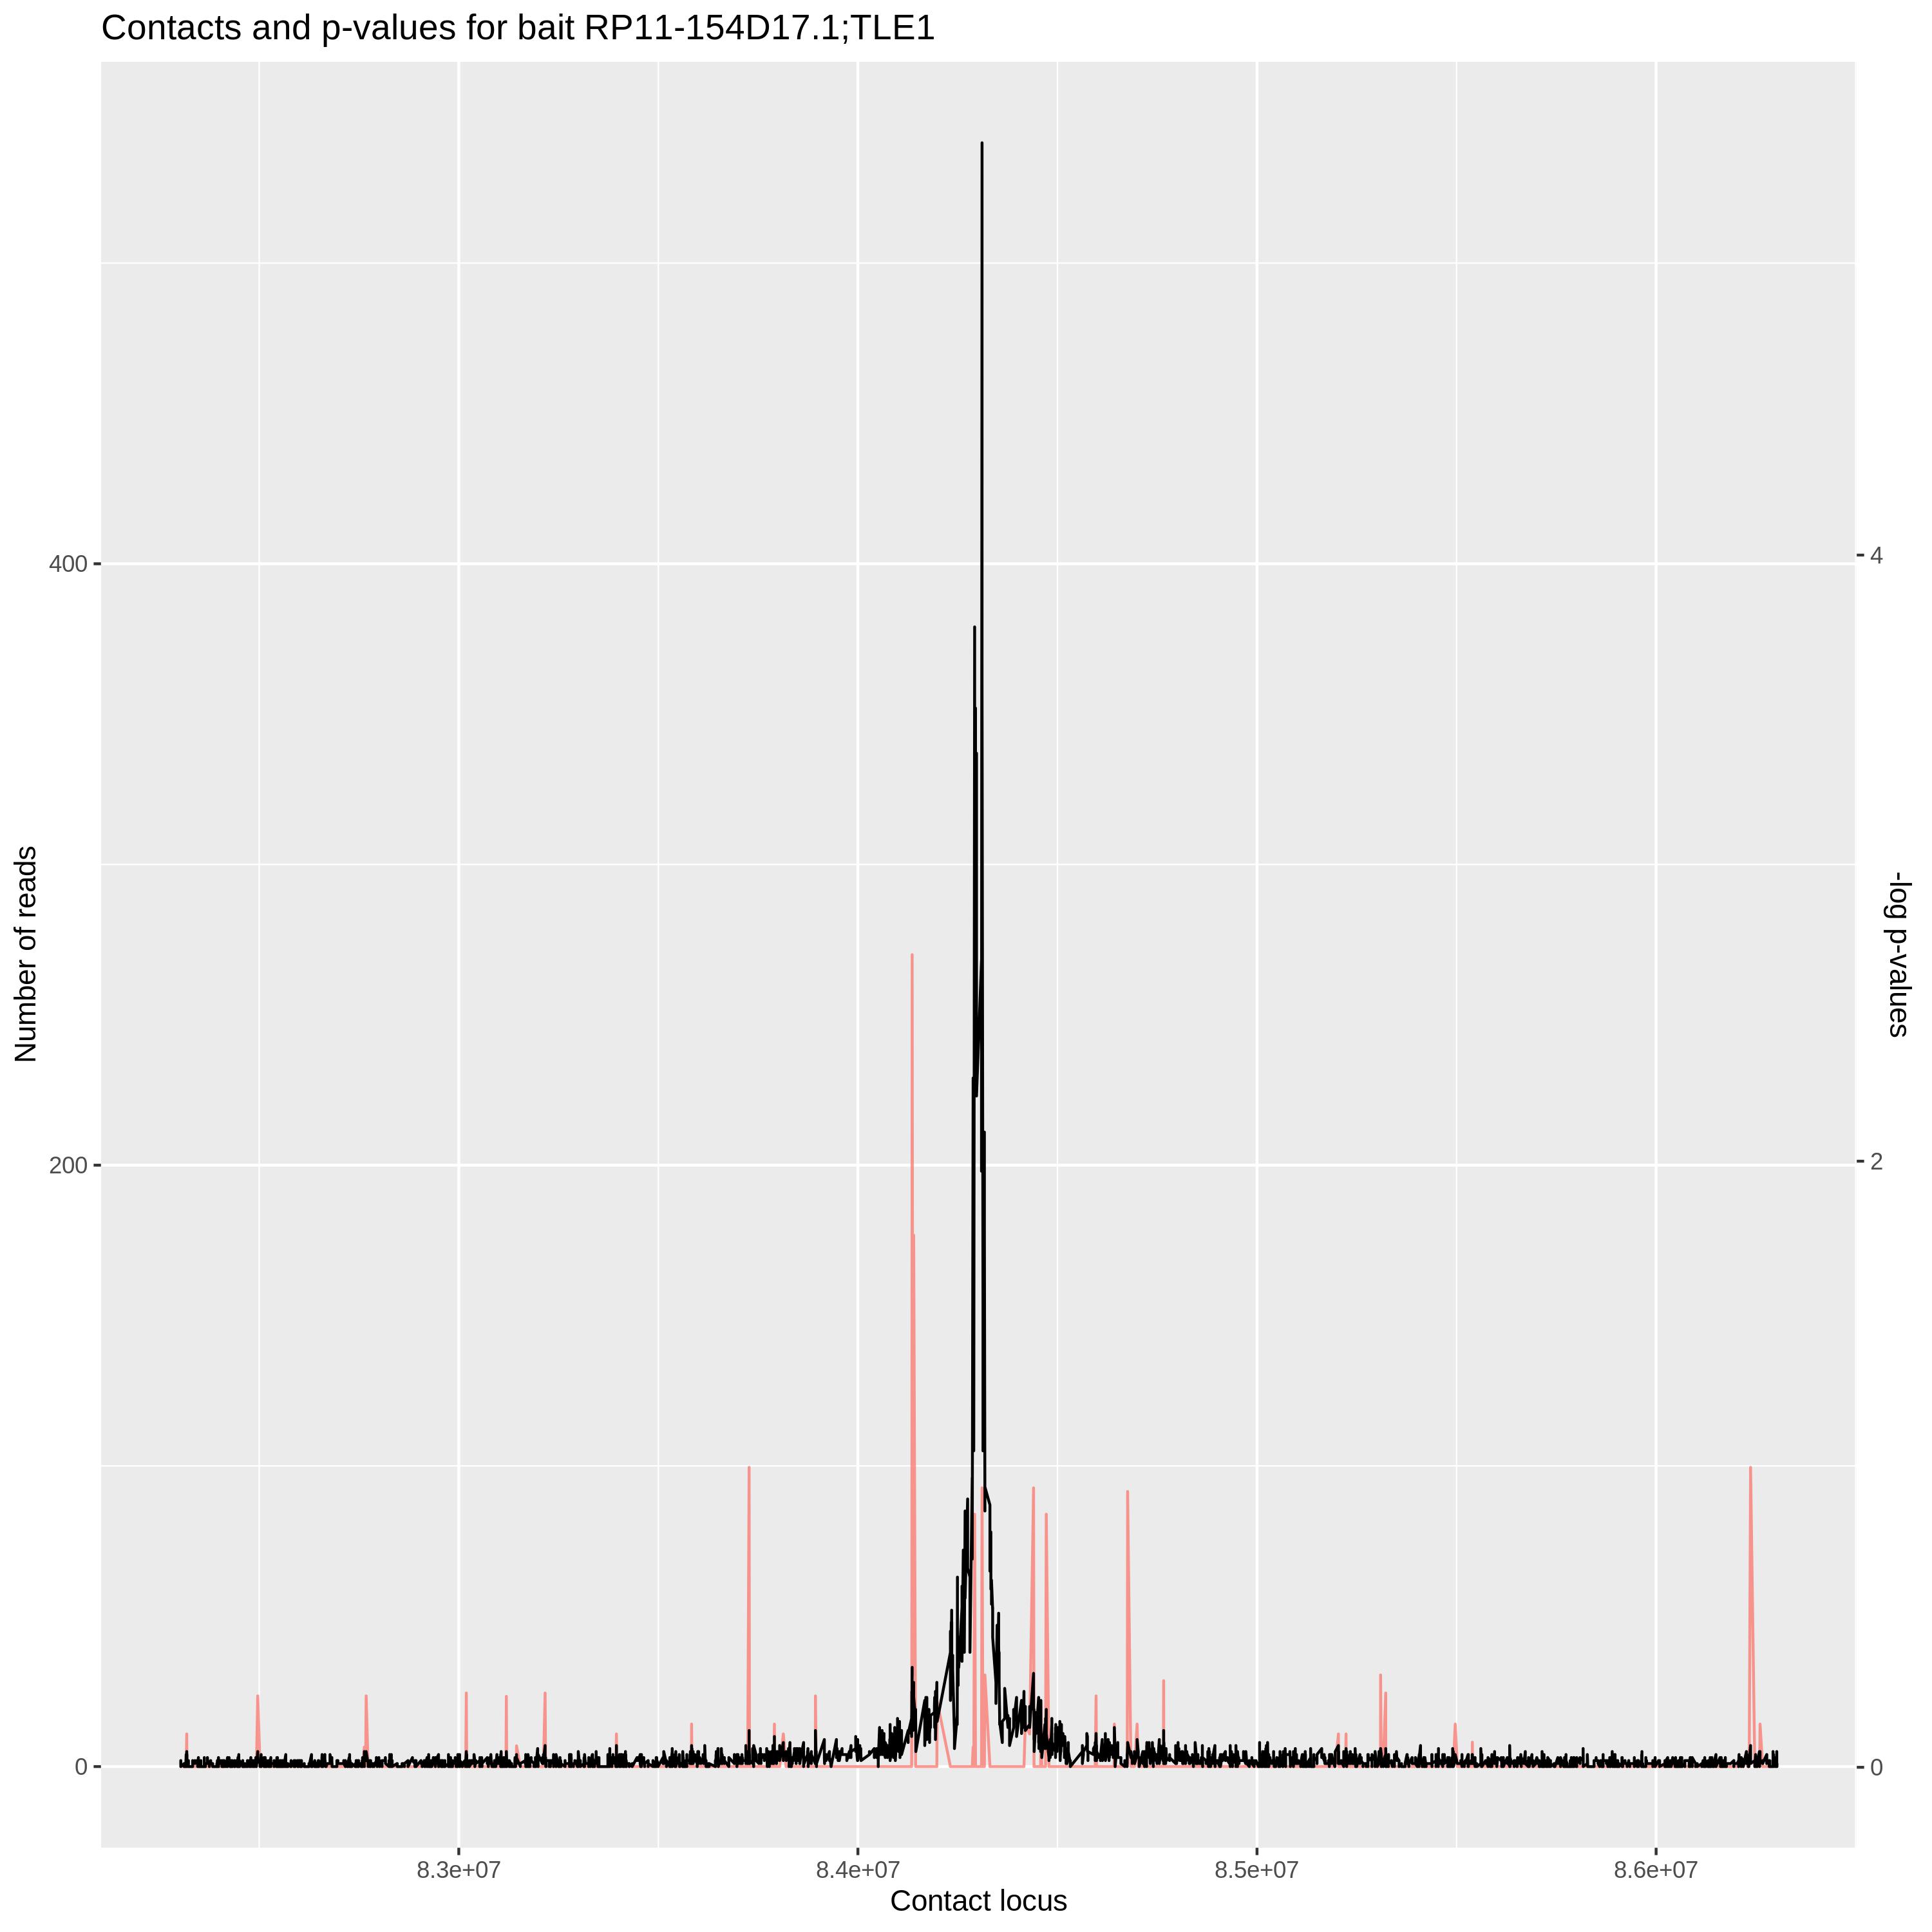 Contacts and p-values for bait RP11-154D17.1;TLE1
Number of reads
400
200
0
4
2
0
-log p-values
8.3e+07
8.4e+07
8.5e+07
8.6e+07
Contact locus